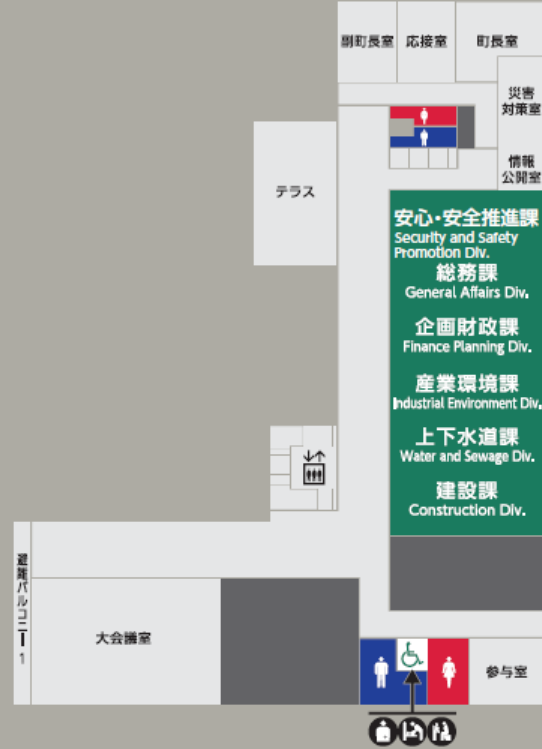 副町長室
応接室
町長室
災害
対策室
情報
公開室
テラス
安心・安全推進課
Security and Safety
Promotion Div.
総務課
General Affairs Div.
企画財政課
Finance Planning Div.
産業環境課
Industrial Environment Div.
上下水道課
Water and Sewage Div.
建設課
Construction Div.
避難バルコニー1
大会議室
参与室